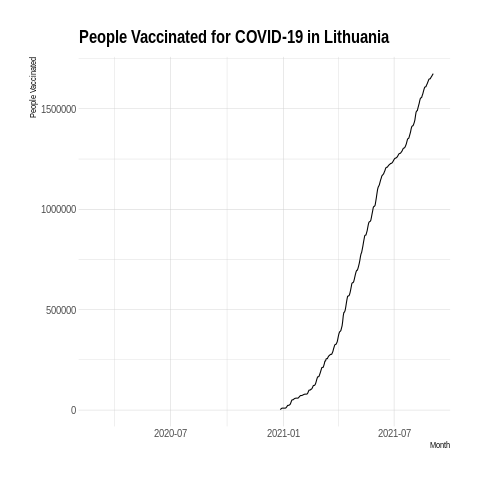 People Vaccinated for COVID-19 in Lithuania
People Vaccinated
1500000
1000000
500000
0
2020-07
2021-01
2021-07
Month